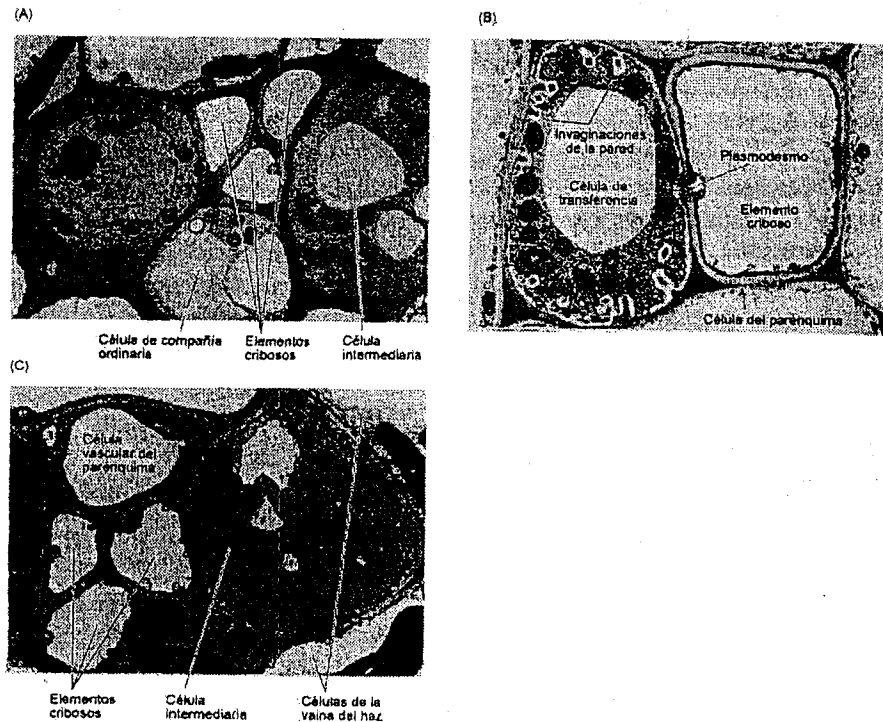 (A)
Célula de compañía
ordinaria
Elementos
cribosos
Célula
intermediaria
(B)
Invaginaciones
de la pared
Célula de
transferencia
Plasmodesmo
Elemento
criboso
Célula del parénquima
(C)
Célula
vascular del
parénquima
Elementos
cribosos
Célula
intermediaria
Células de la
vaina del haz